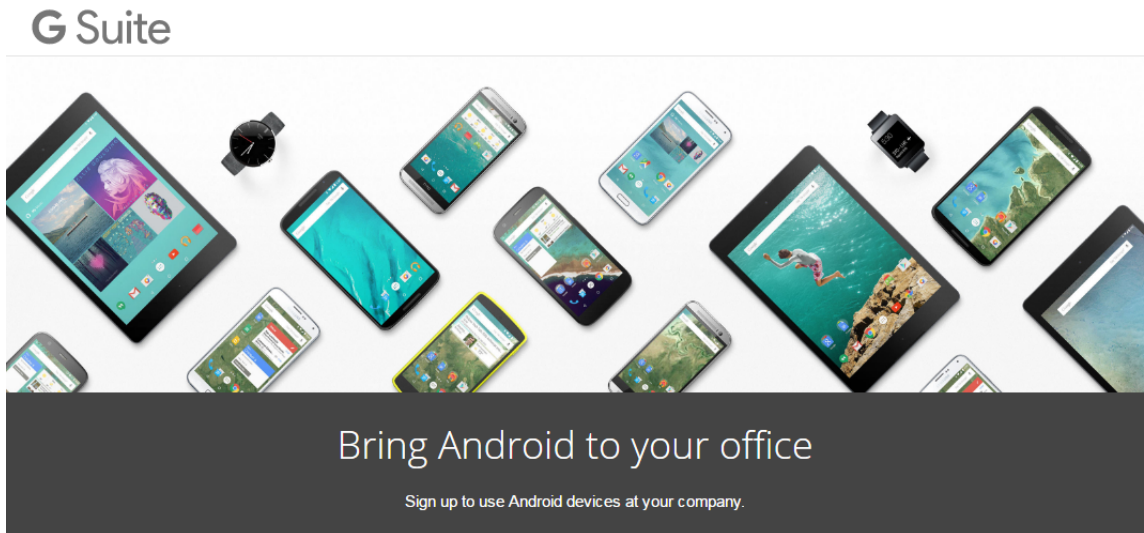 G Suite
Bring Android to your office
Sign up to use Android devices at your company.